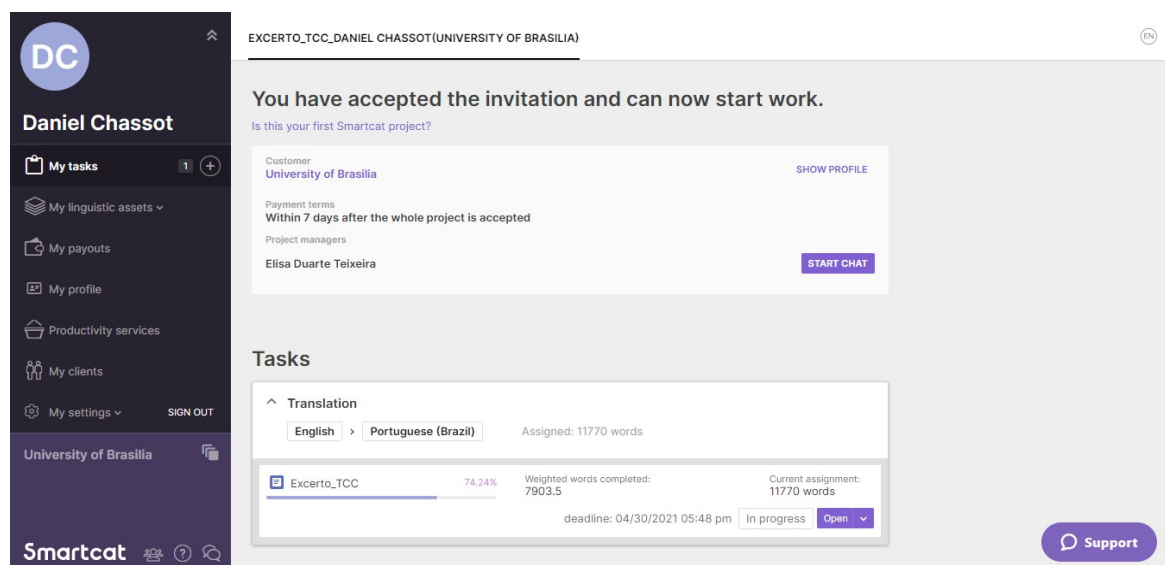 DC
Daniel Chassot
My tasks 1
My linguistic assets
My payouts
My profile
Productivity services
My clients
My settings SIGN OUT
University of Brasilia
Smartcat
EXCERTO_TCC_DANIEL CHASSOT(UNIVERSITY OF BRASILIA)
EN
You have accepted the invitation and can now start work.
Is this your first Smartcat project?
Customer
University of Brasilia
SHOW PROFILE
Payment terms
Within 7 days after the whole project is accepted
Project managers
Elisa Duarte Teixeira
START CHAT
Tasks
Translation
English > Portuguese (Brazil) Assigned: 11770 words
Excerto_TCC 74.24%
Weighted words completed:
7903.5
Current assignment:
11770 words
deadline: 04/30/2021 05:48 pm In progress Open
Support